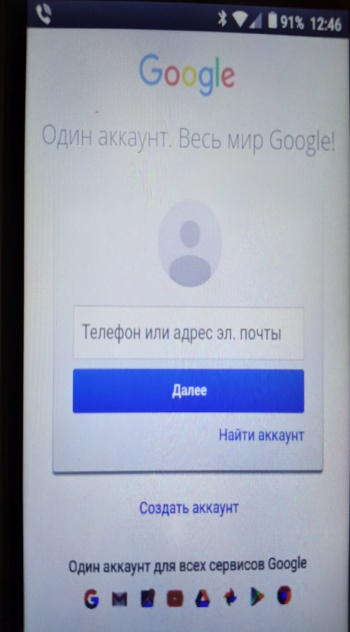 91% 12:46
Google
Один аккаунт. Весь мир Google!
Телефон или адрес эл. почты
Далее
Найти аккаунт
Создать аккаунт
Один аккаунт для всех сервисов Google